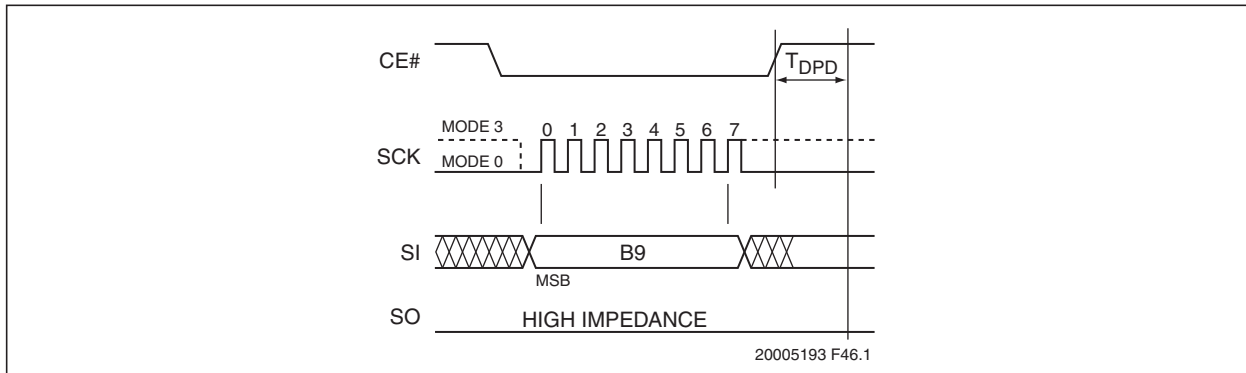 CE#
TDPD
MODE 3
0 1 2 3 4 5 6 7
SCK
MODE 0
SI
B9
MSB
SO
HIGH IMPEDANCE
20005193 F46.1